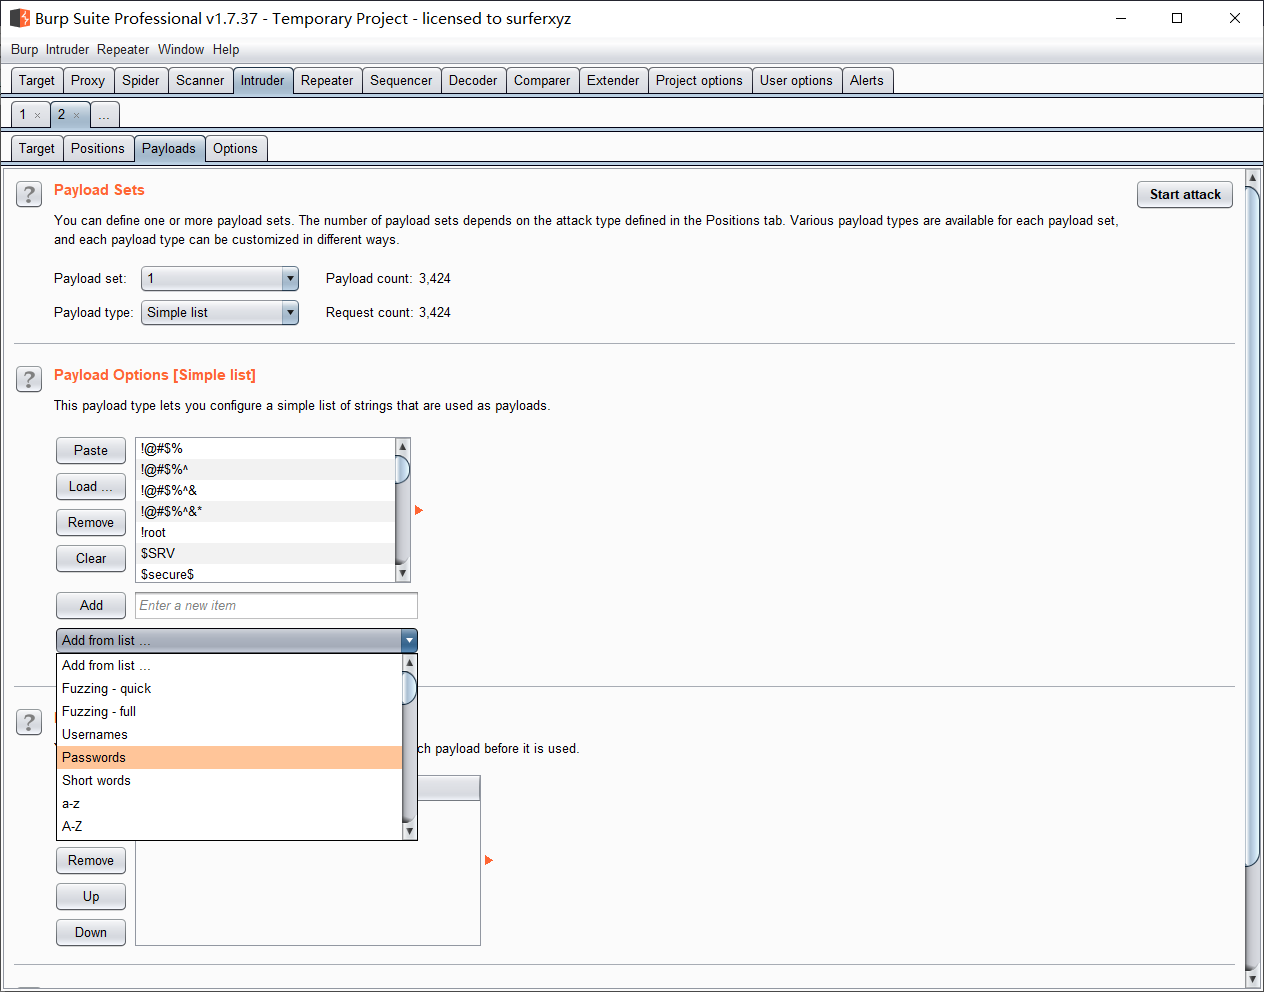 Burp Suite Professional v1.7.37 - Temporary Project - licensed to surferxyz
Burp Intruder Repeater Window Help
Target Proxy Spider Scanner Intruder Repeater Sequencer Decoder Comparer Extender Project options User options Alerts
1 × 2 × ...
Target Positions Payloads Options
? Payload Sets Start attack
You can define one or more payload sets. The number of payload sets depends on the attack type defined in the Positions tab. Various payload types are available for each payload set,
and each payload type can be customized in different ways.
Payload set: 1 Payload count: 3,424
Payload type: Simple list Request count: 3,424
? Payload Options [Simple list]
This payload type lets you configure a simple list of strings that are used as payloads.
Paste
Load ...
Remove
Clear
!@#$%
!@#$%^
!@#$%^&
!@#$%^&*
!root
$SRV
$secure$
Add Enter a new item
Add from list ...
Add from list ...
Fuzzing - quick
Fuzzing - full
Usernames
Passwords
Short words
a-z
A-Z
?
ch payload before it is used.
Remove
Up
Down